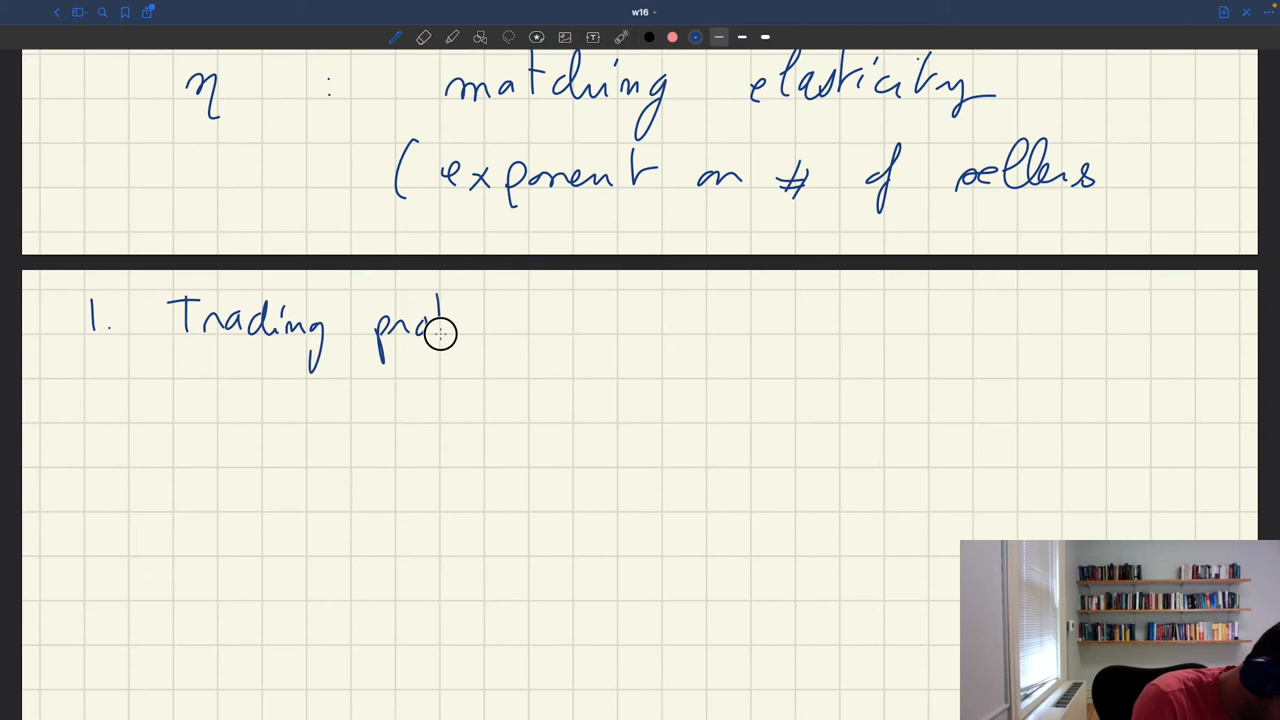 w16
η : matching elasticity
( exponent on # of sellers
1. Trading prob